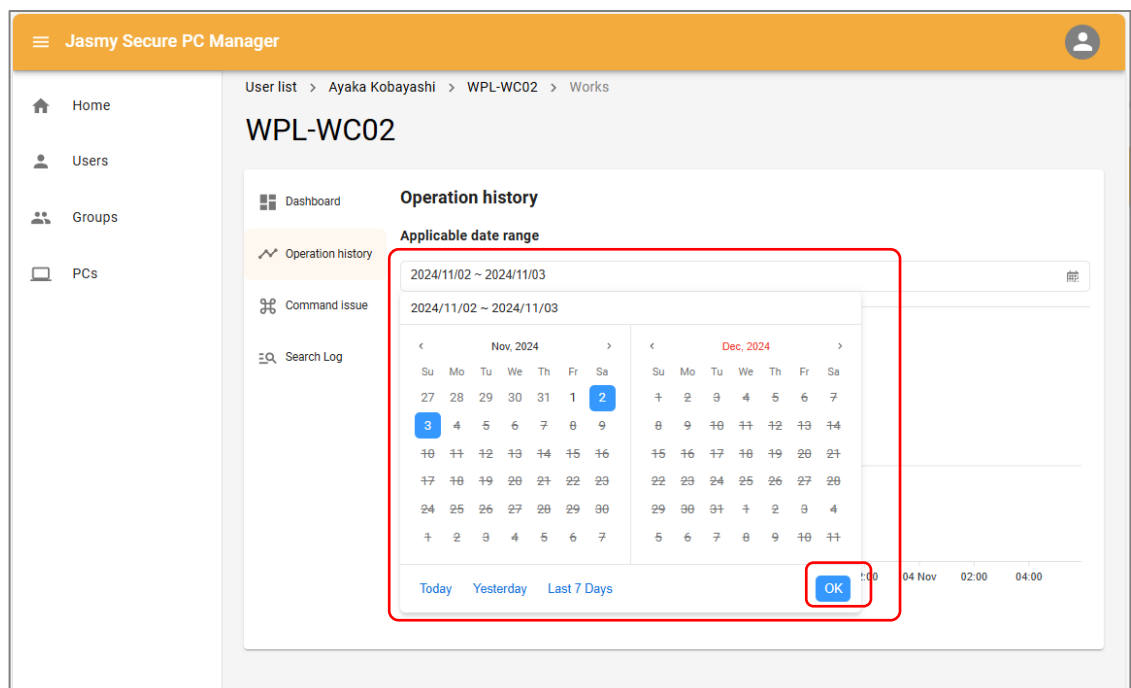 Jasmy Secure PC Manager
Home
Users
Groups
PCs
User list > Ayaka Kobayashi > WPL-WC02 > Works
WPL-WC02
Dashboard
Operation history
Command issue
Search Log
Operation history
Applicable date range
2024/11/02 ~ 2024/11/03
2024/11/02 ~ 2024/11/03
‹ Nov, 2024 ›
Su Mo Tu We Th Fr Sa
27 28 29 30 31 1 2
3 4 5 6 7 8 9
10 11 12 13 14 15 16
17 18 19 20 21 22 23
24 25 26 27 28 29 30
1 2 3 4 5 6 7
‹ Dec, 2024 ›
Su Mo Tu We Th Fr Sa
1 2 3 4 5 6 7
8 9 10 11 12 13 14
15 16 17 18 19 20 21
22 23 24 25 26 27 28
29 30 31 1 2 3 4
5 6 7 8 9 10 11
Today Yesterday Last 7 Days OK
2:00 04 Nov 02:00 04:00